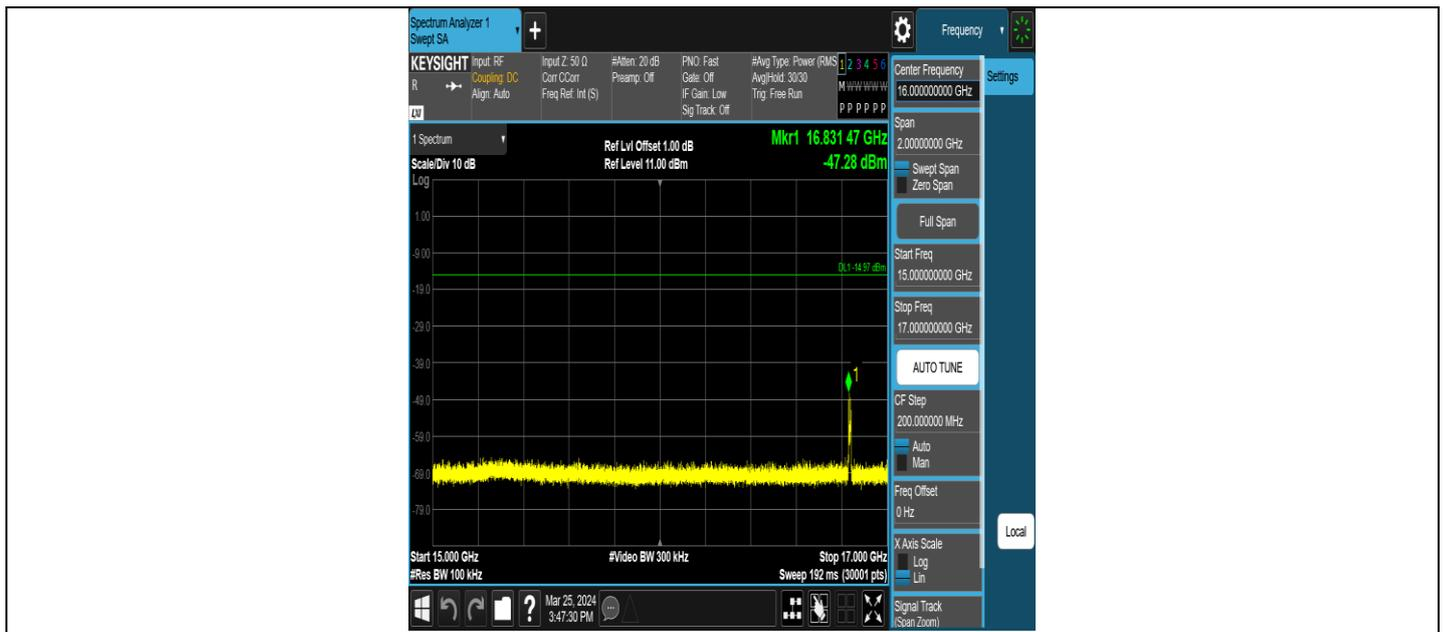 Spectrum Analyzer 1
Swept SA
+
Frequency
KEYSIGHT
R
LXI
Input: RF
Coupling: DC
Align: Auto
Input Z: 50 Ω
Corr CCorr
Freq Ref: Int (S)
#Atten: 20 dB
Preamp: Off
PNO: Fast
Gate: Off
IF Gain: Low
Sig Track: Off
#Avg Type: Power (RMS
Avg|Hold: 30/30
Trig: Free Run
1 2 3 4 5 6
M W W W W W
P P P P P P
1 Spectrum
Scale/Div 10 dB
Ref Lvl Offset 1.00 dB
Ref Level 11.00 dBm
Mkr1 16.831 47 GHz
-47.28 dBm
Log
1.00
-9.00
-19.0
-29.0
-39.0
-49.0
-59.0
-69.0
-79.0
DL1 -14.97 dBm
1
Start 15.000 GHz
#Res BW 100 kHz
#Video BW 300 kHz
Stop 17.000 GHz
Sweep 192 ms (30001 pts)
Mar 25, 2024
3:47:30 PM
?
Center Frequency
16.000000000 GHz
Settings
Span
2.00000000 GHz
Swept Span
Zero Span
Full Span
Start Freq
15.000000000 GHz
Stop Freq
17.000000000 GHz
AUTO TUNE
CF Step
200.000000 MHz
Auto
Man
Freq Offset
0 Hz
X Axis Scale
Log
Lin
Signal Track
(Span Zoom)
Local